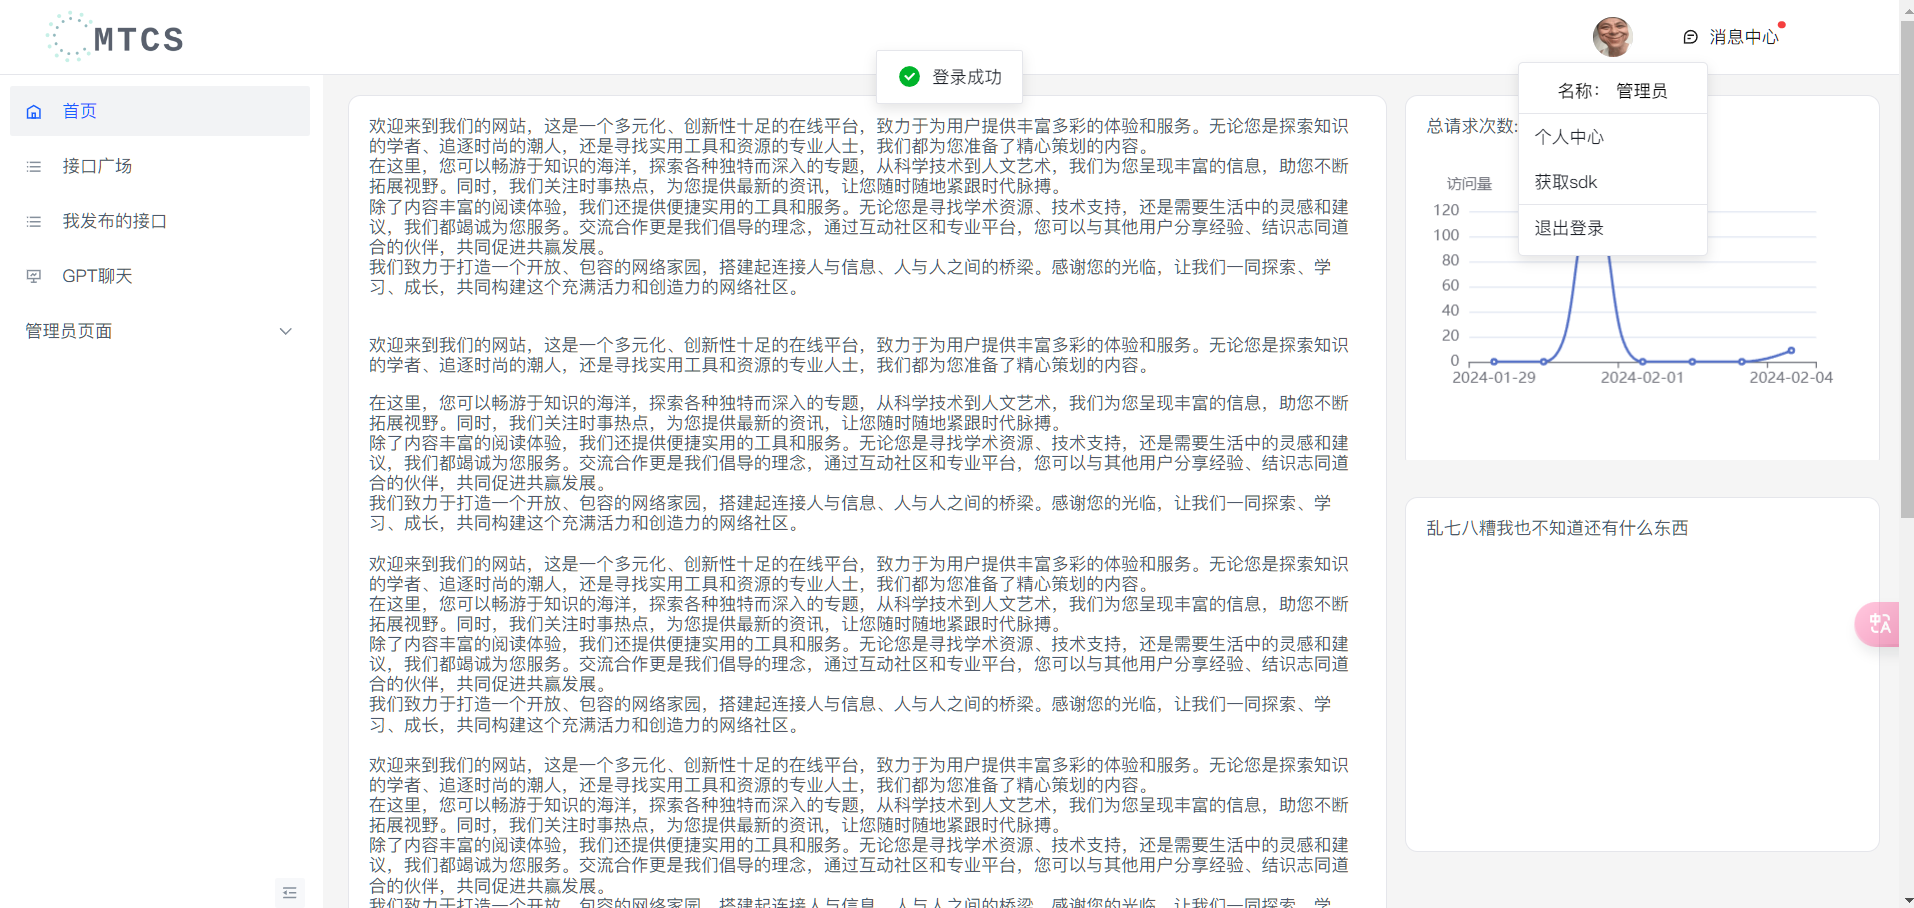 MTCS
消息中心
登录成功
名称： 管理员
个人中心
获取sdk
退出登录
首页
接口广场
我发布的接口
GPT聊天
管理员页面
欢迎来到我们的网站，这是一个多元化、创新性十足的在线平台，致力于为用户提供丰富多彩的体验和服务。无论您是探索知识
的学者、追逐时尚的潮人，还是寻找实用工具和资源的专业人士，我们都为您准备了精心策划的内容。
在这里，您可以畅游于知识的海洋，探索各种独特而深入的专题，从科学技术到人文艺术，我们为您呈现丰富的信息，助您不断
拓展视野。同时，我们关注时事热点，为您提供最新的资讯，让您随时随地紧跟时代脉搏。
除了内容丰富的阅读体验，我们还提供便捷实用的工具和服务。无论您是寻找学术资源、技术支持，还是需要生活中的灵感和建
议，我们都竭诚为您服务。交流合作更是我们倡导的理念，通过互动社区和专业平台，您可以与其他用户分享经验、结识志同道
合的伙伴，共同促进共赢发展。
我们致力于打造一个开放、包容的网络家园，搭建起连接人与信息、人与人之间的桥梁。感谢您的光临，让我们一同探索、学
习、成长，共同构建这个充满活力和创造力的网络社区。
欢迎来到我们的网站，这是一个多元化、创新性十足的在线平台，致力于为用户提供丰富多彩的体验和服务。无论您是探索知识
的学者、追逐时尚的潮人，还是寻找实用工具和资源的专业人士，我们都为您准备了精心策划的内容。
在这里，您可以畅游于知识的海洋，探索各种独特而深入的专题，从科学技术到人文艺术，我们为您呈现丰富的信息，助您不断
拓展视野。同时，我们关注时事热点，为您提供最新的资讯，让您随时随地紧跟时代脉搏。
除了内容丰富的阅读体验，我们还提供便捷实用的工具和服务。无论您是寻找学术资源、技术支持，还是需要生活中的灵感和建
议，我们都竭诚为您服务。交流合作更是我们倡导的理念，通过互动社区和专业平台，您可以与其他用户分享经验、结识志同道
合的伙伴，共同促进共赢发展。
我们致力于打造一个开放、包容的网络家园，搭建起连接人与信息、人与人之间的桥梁。感谢您的光临，让我们一同探索、学
习、成长，共同构建这个充满活力和创造力的网络社区。
欢迎来到我们的网站，这是一个多元化、创新性十足的在线平台，致力于为用户提供丰富多彩的体验和服务。无论您是探索知识
的学者、追逐时尚的潮人，还是寻找实用工具和资源的专业人士，我们都为您准备了精心策划的内容。
在这里，您可以畅游于知识的海洋，探索各种独特而深入的专题，从科学技术到人文艺术，我们为您呈现丰富的信息，助您不断
拓展视野。同时，我们关注时事热点，为您提供最新的资讯，让您随时随地紧跟时代脉搏。
除了内容丰富的阅读体验，我们还提供便捷实用的工具和服务。无论您是寻找学术资源、技术支持，还是需要生活中的灵感和建
议，我们都竭诚为您服务。交流合作更是我们倡导的理念，通过互动社区和专业平台，您可以与其他用户分享经验、结识志同道
合的伙伴，共同促进共赢发展。
我们致力于打造一个开放、包容的网络家园，搭建起连接人与信息、人与人之间的桥梁。感谢您的光临，让我们一同探索、学
习、成长，共同构建这个充满活力和创造力的网络社区。
欢迎来到我们的网站，这是一个多元化、创新性十足的在线平台，致力于为用户提供丰富多彩的体验和服务。无论您是探索知识
的学者、追逐时尚的潮人，还是寻找实用工具和资源的专业人士，我们都为您准备了精心策划的内容。
在这里，您可以畅游于知识的海洋，探索各种独特而深入的专题，从科学技术到人文艺术，我们为您呈现丰富的信息，助您不断
拓展视野。同时，我们关注时事热点，为您提供最新的资讯，让您随时随地紧跟时代脉搏。
除了内容丰富的阅读体验，我们还提供便捷实用的工具和服务。无论您是寻找学术资源、技术支持，还是需要生活中的灵感和建
议，我们都竭诚为您服务。交流合作更是我们倡导的理念，通过互动社区和专业平台，您可以与其他用户分享经验、结识志同道
合的伙伴，共同促进共赢发展。
我们致力于打造一个开放、包容的网络家园，搭建起连接人与信息、人与人之间的桥梁。感谢您的光临，让我们一同探索、学
总请求次数:
访问量
120
100
80
60
40
20
0
2024-01-29
2024-02-01
2024-02-04
乱七八糟我也不知道还有什么东西